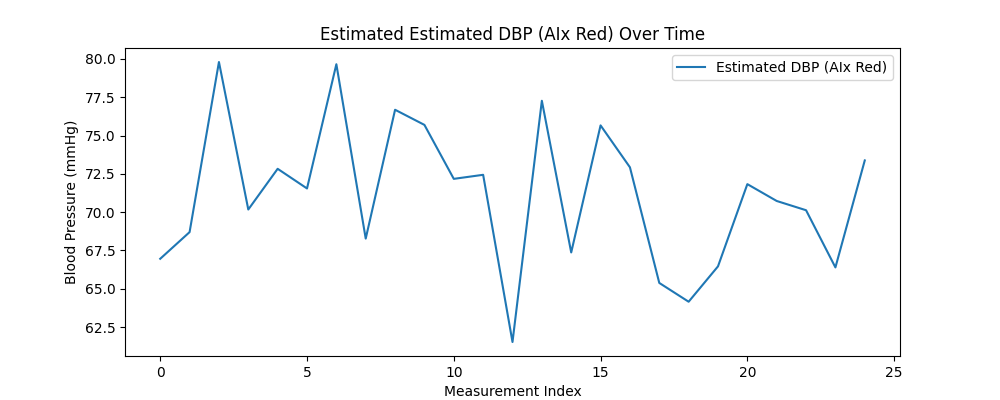 Estimated Estimated DBP (AIx Red) Over Time
Estimated DBP (AIx Red)
Blood Pressure (mmHg)
80.0
77.5
75.0
72.5
70.0
67.5
65.0
62.5
0 5 10 15 20 25
Measurement Index